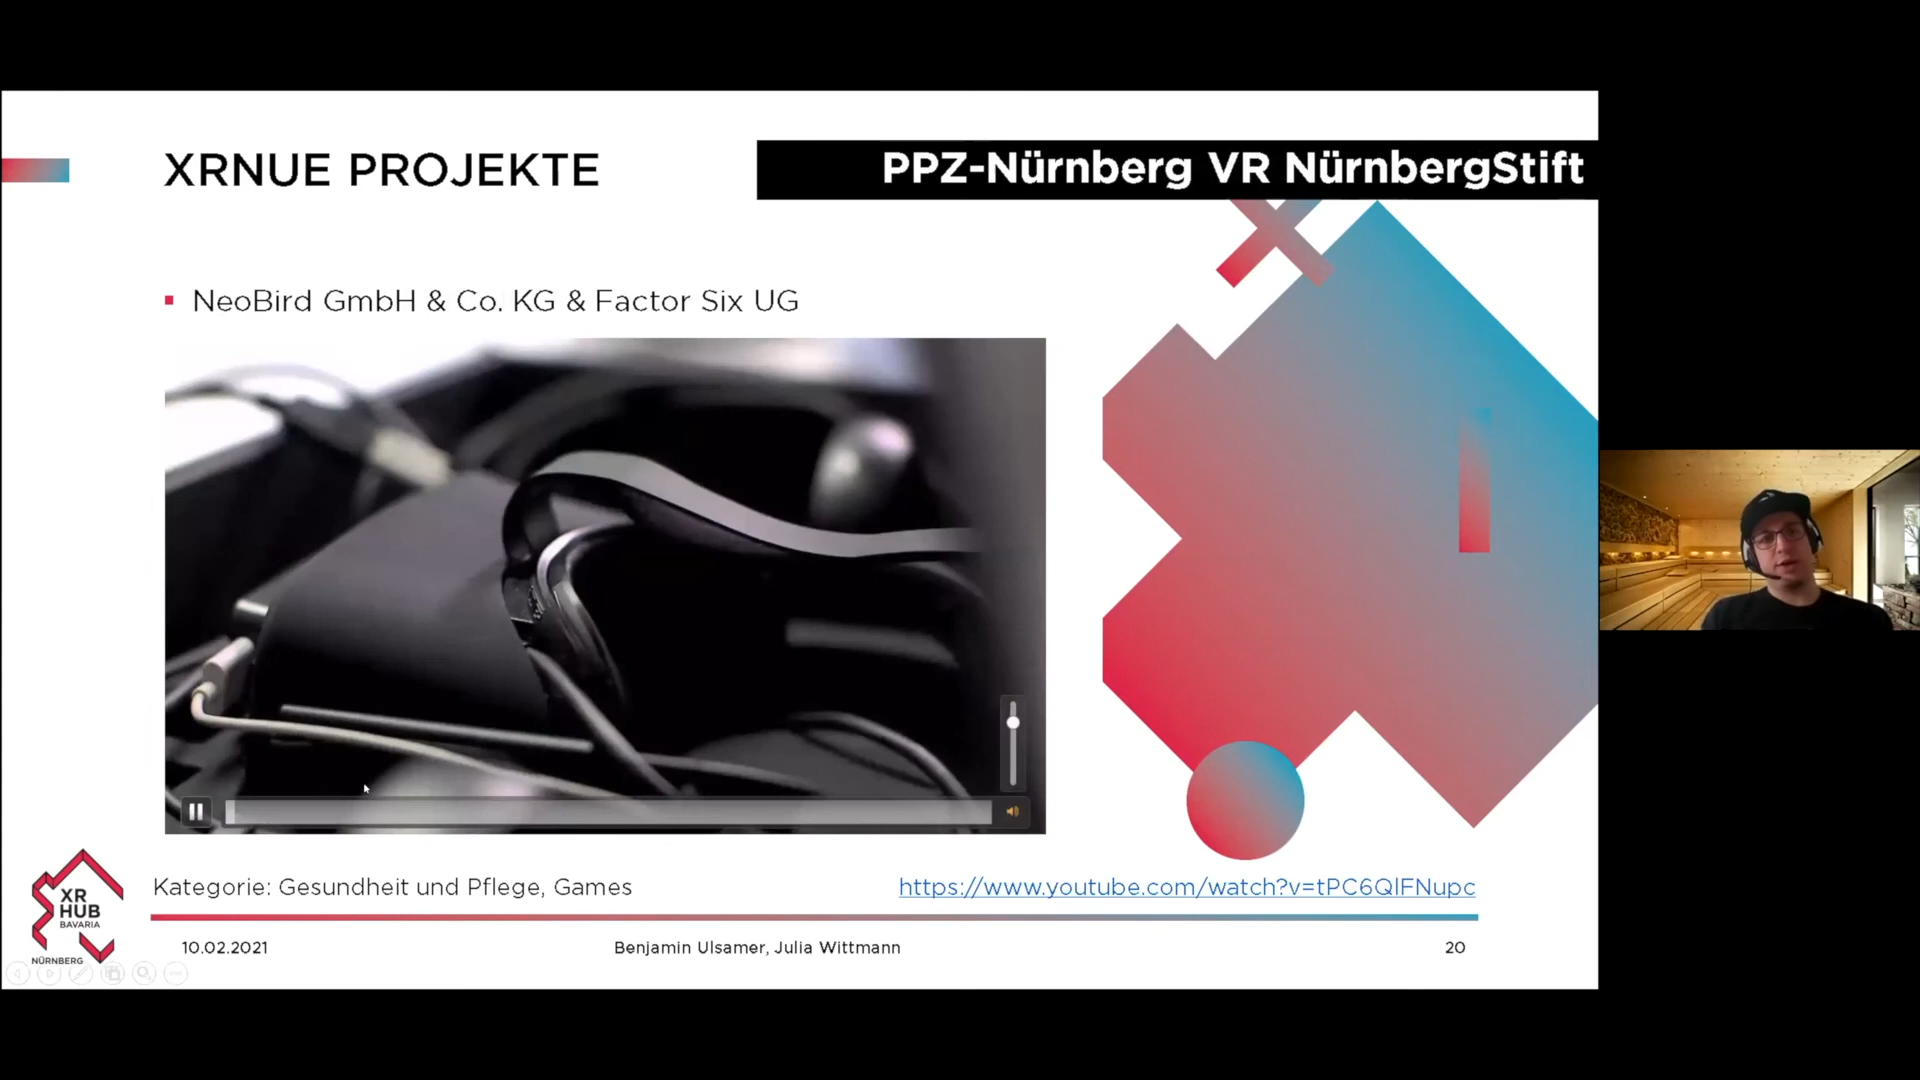 XRNUE PROJEKTE
PPZ-Nürnberg VR NürnbergStift
NeoBird GmbH & Co. KG & Factor Six UG
Kategorie: Gesundheit und Pflege, Games
https://www.youtube.com/watch?v=tPC6QlFNupc
XR
HUB
BAVARIA
NÜRNBERG
10.02.2021
Benjamin Ulsamer, Julia Wittmann
20